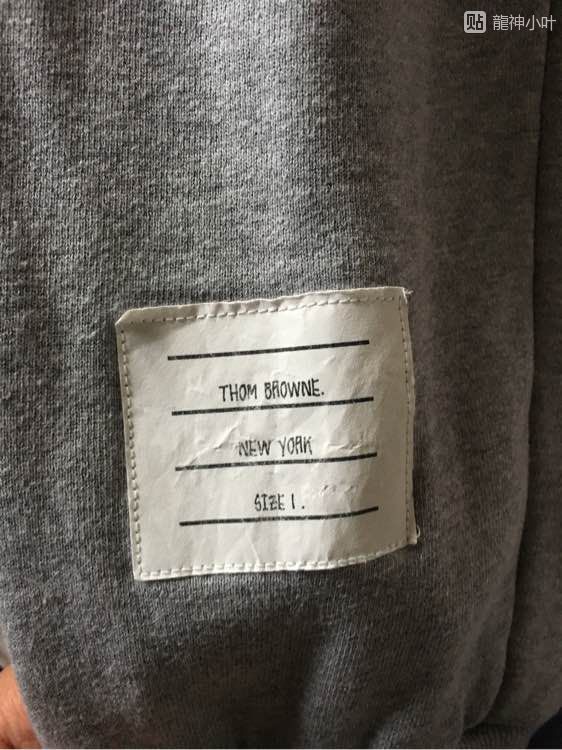 贴 龍神小叶
THOM BROWNE.
NEW YORK
SIZE 1.